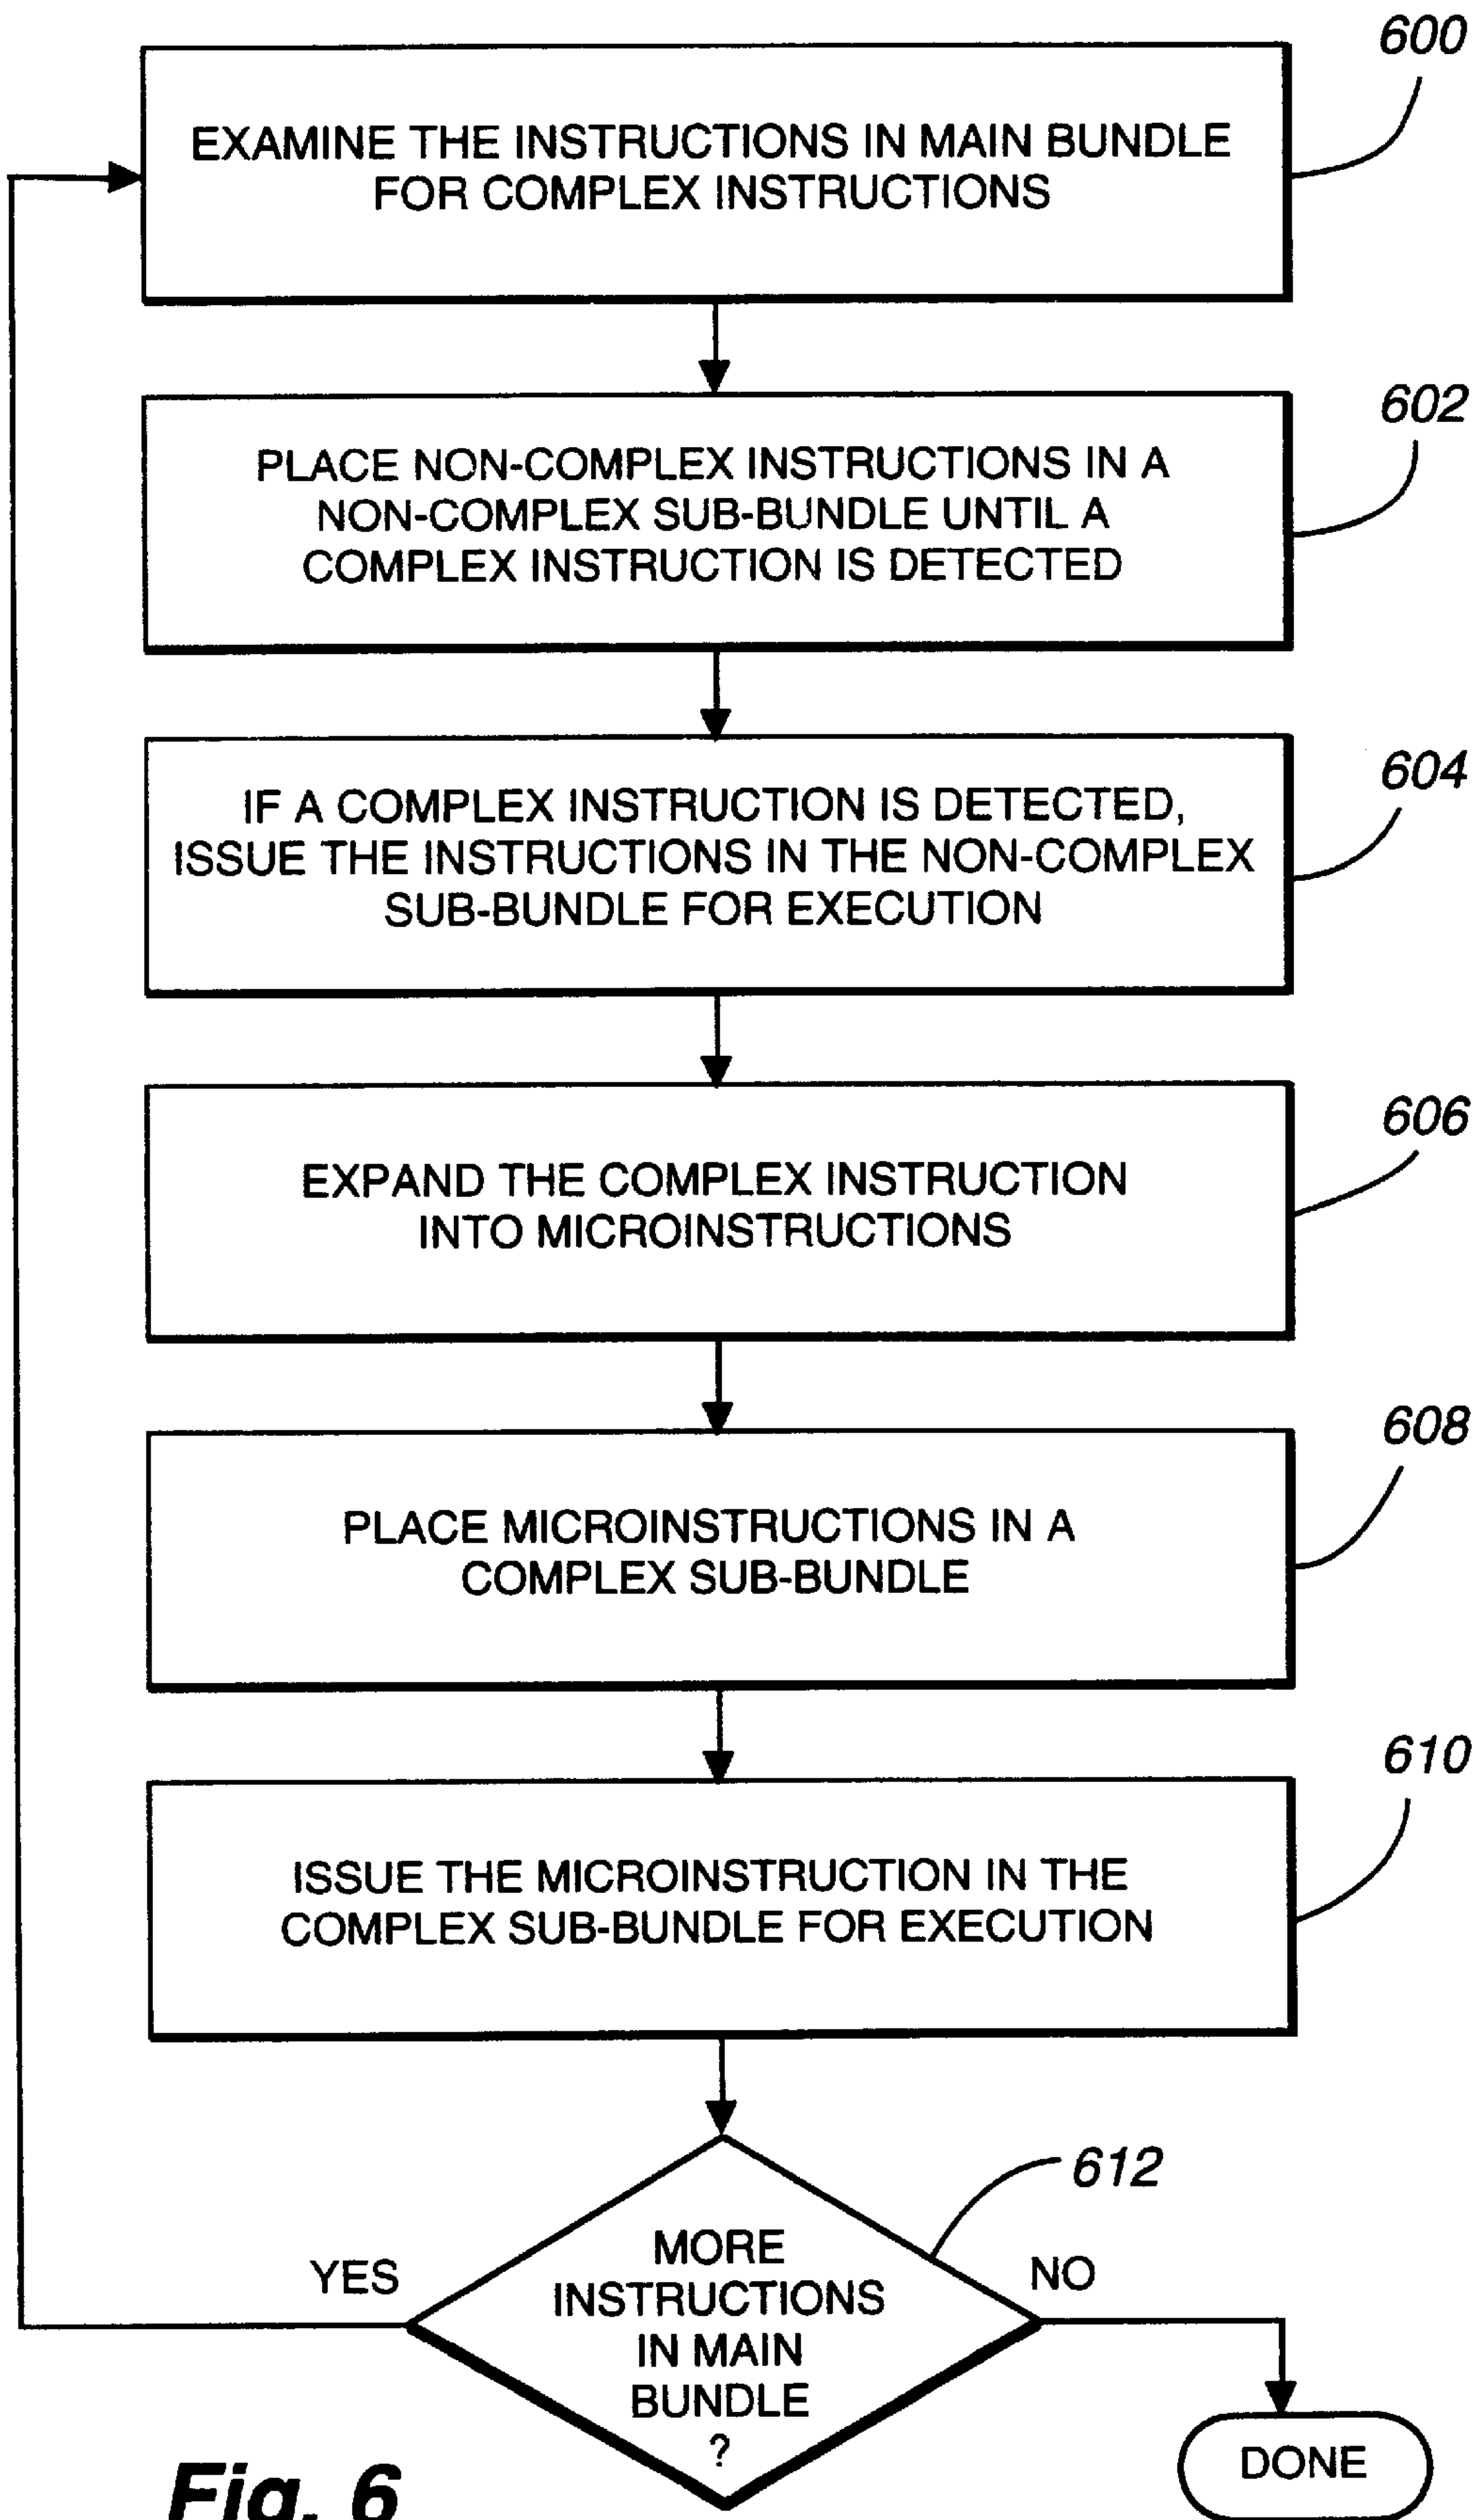 600
EXAMINE THE INSTRUCTIONS IN MAIN BUNDLE
FOR COMPLEX INSTRUCTIONS
602
PLACE NON-COMPLEX INSTRUCTIONS IN A
NON-COMPLEX SUB-BUNDLE UNTIL A
COMPLEX INSTRUCTION IS DETECTED
604
IF A COMPLEX INSTRUCTION IS DETECTED,
ISSUE THE INSTRUCTIONS IN THE NON-COMPLEX
SUB-BUNDLE FOR EXECUTION
606
EXPAND THE COMPLEX INSTRUCTION
INTO MICROINSTRUCTIONS
608
PLACE MICROINSTRUCTIONS IN A
COMPLEX SUB-BUNDLE
610
ISSUE THE MICROINSTRUCTION IN THE
COMPLEX SUB-BUNDLE FOR EXECUTION
612
YES
MORE
INSTRUCTIONS
IN MAIN
BUNDLE
?
NO
DONE
Fig. 6